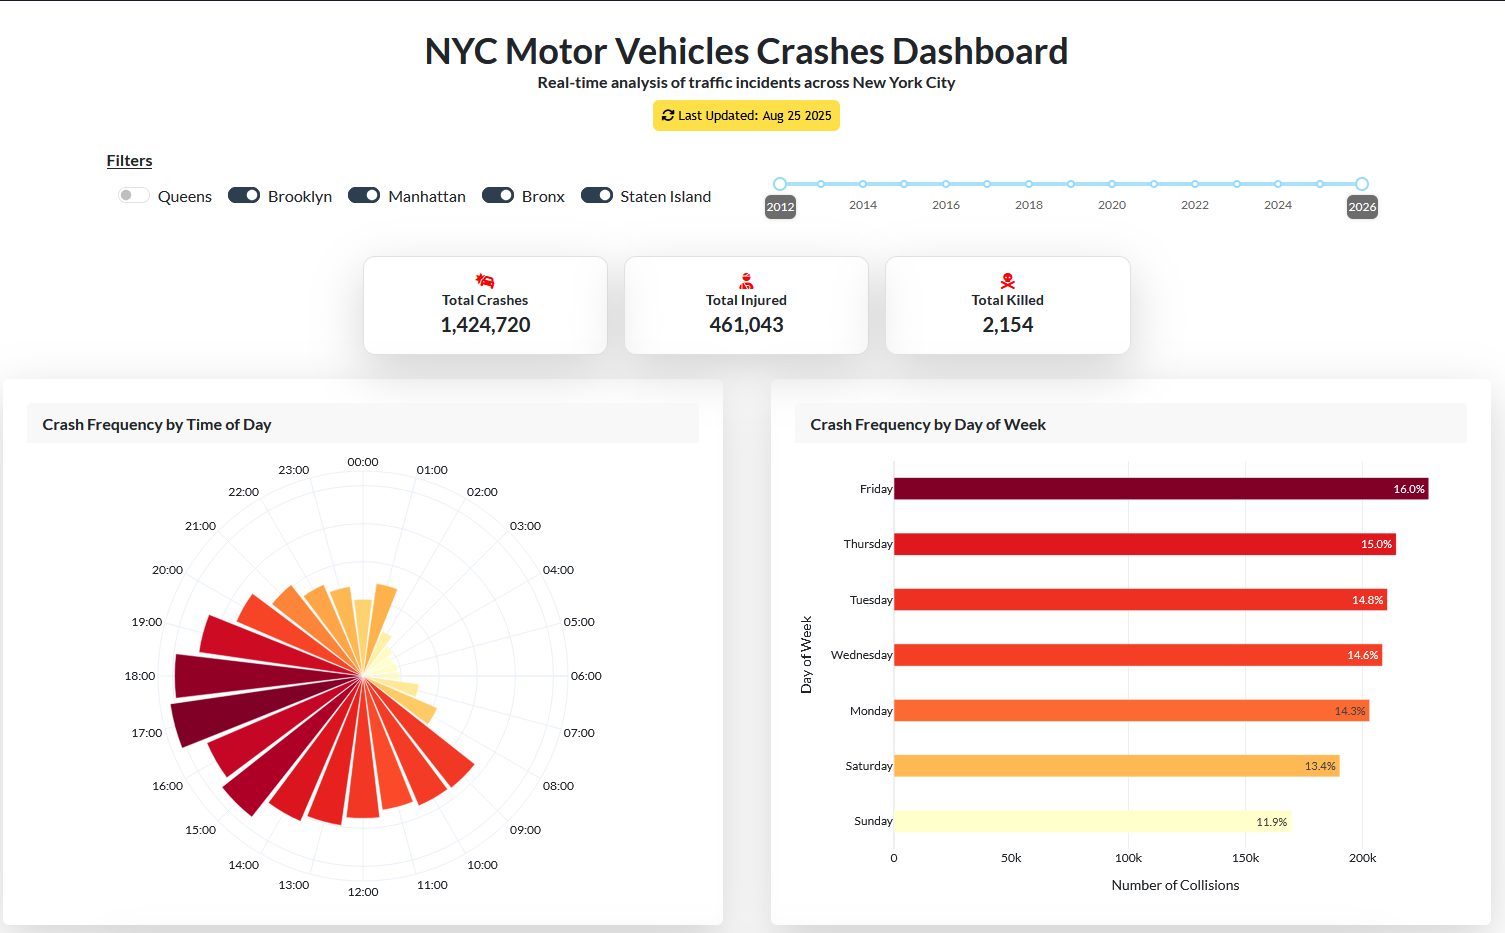 NYC Motor Vehicles Crashes Dashboard
Real-time analysis of traffic incidents across New York City
Last Updated: Aug 25 2025
Filters
Queens Brooklyn Manhattan Bronx Staten Island
2012 2014 2016 2018 2020 2022 2024 2026
Total Crashes
1,424,720
Total Injured
461,043
Total Killed
2,154
Crash Frequency by Time of Day
00:00
01:00
02:00
03:00
04:00
05:00
06:00
07:00
08:00
09:00
10:00
11:00
12:00
13:00
14:00
15:00
16:00
17:00
18:00
19:00
20:00
21:00
22:00
23:00
Crash Frequency by Day of Week
Day of Week
Friday 16.0%
Thursday 15.0%
Tuesday 14.8%
Wednesday 14.6%
Monday 14.3%
Saturday 13.4%
Sunday 11.9%
0 50k 100k 150k 200k
Number of Collisions